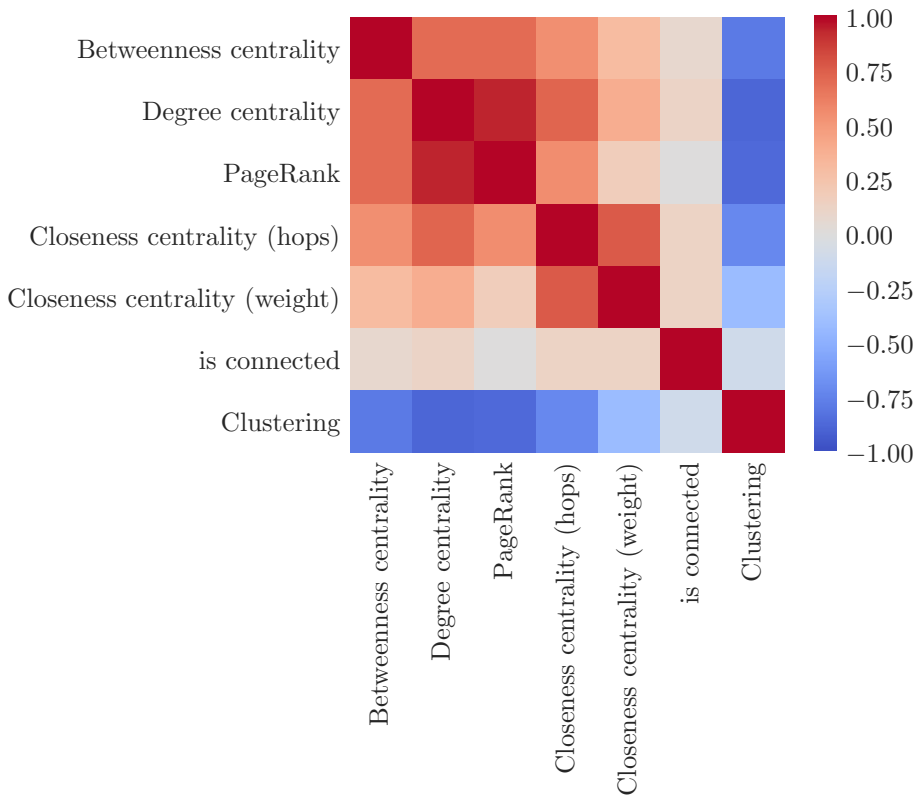 Betweenness centrality
Degree centrality
PageRank
Closeness centrality (hops)
Closeness centrality (weight)
is connected
Clustering
Betweenness centrality
Degree centrality
PageRank
Closeness centrality (hops)
Closeness centrality (weight)
is connected
Clustering
1.00
0.75
0.50
0.25
0.00
−0.25
−0.50
−0.75
−1.00